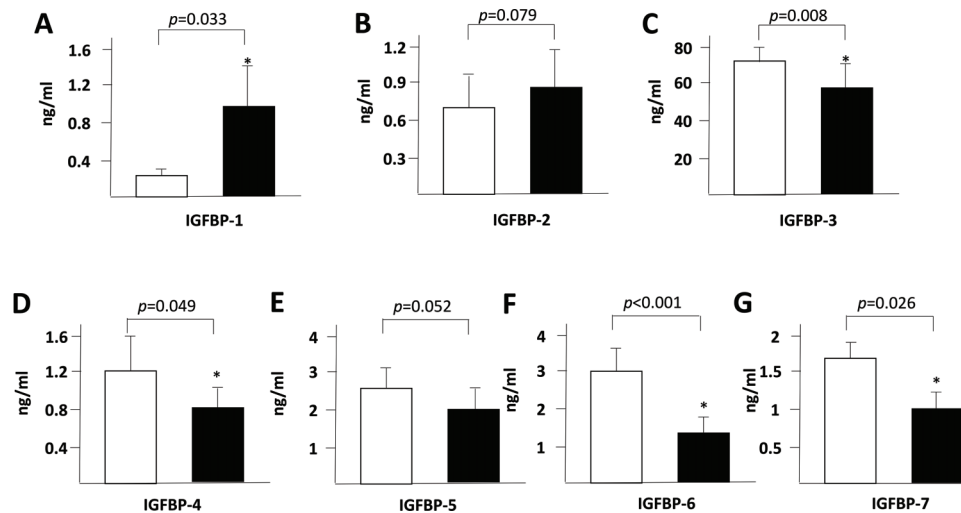 A
p=0.033
1.6
1.2
0.8
0.4
ng/ml
*
IGFBP-1
B
p=0.079
1.2
0.9
0.6
0.3
ng/ml
IGFBP-2
C
p=0.008
80
60
40
20
ng/ml
*
IGFBP-3
D
p=0.049
1.6
1.2
0.8
0.4
ng/ml
*
IGFBP-4
E
p=0.052
4
3
2
1
ng/ml
IGFBP-5
F
p<0.001
4
3
2
1
ng/ml
*
IGFBP-6
G
p=0.026
2
1.5
1
0.5
ng/ml
*
IGFBP-7